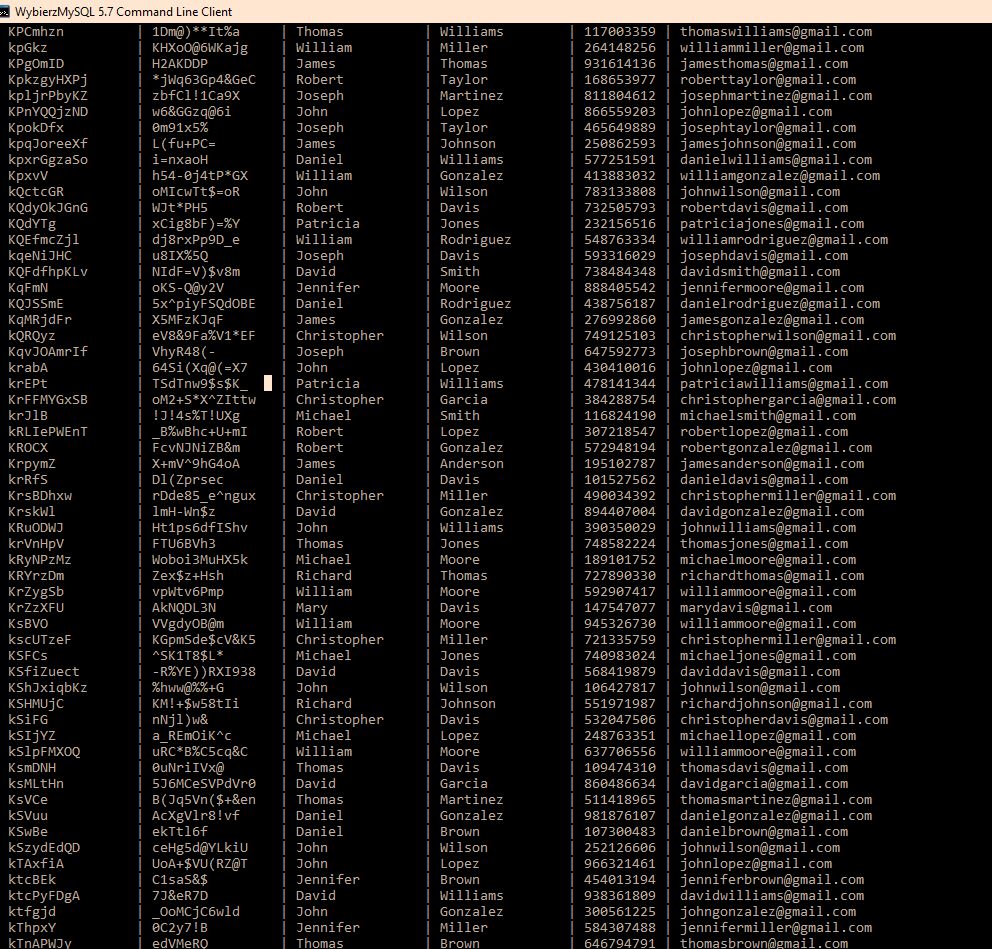 WybierzMySQL 5.7 Command Line Client
KPCmhzn | 1Dm@)**It%a | Thomas | Williams | 117003359 | thomaswilliams@gmail.com
kpGkz | KHXoO@6WKajg | William | Miller | 264148256 | williammiller@gmail.com
KPgOmID | H2AKDDP | James | Thomas | 931614136 | jamesthomas@gmail.com
KpkzgyHXPj | *jWq63Gp4&GeC | Robert | Taylor | 168653977 | roberttaylor@gmail.com
kpljrPbyKZ | zbfCl!1Ca9X | Joseph | Martinez | 811804612 | josephmartinez@gmail.com
KPnYQQjzND | w6&GGzq@6i | John | Lopez | 866559203 | johnlopez@gmail.com
KpokDfx | 0m91x5% | Joseph | Taylor | 465649889 | josephtaylor@gmail.com
kpqJoreeXf | L(fu+PC= | James | Johnson | 250862593 | jamesjohnson@gmail.com
kpxrGgzaSo | i=nxaoH | Daniel | Williams | 577251591 | danielwilliams@gmail.com
KpxvV | h54-0j4tP*GX | William | Gonzalez | 413883032 | williamgonzalez@gmail.com
kQctcGR | oMIcwTt$=oR | John | Wilson | 783133808 | johnwilson@gmail.com
KQdyOkJGnG | WJt*PH5 | Robert | Davis | 732505793 | robertdavis@gmail.com
KQdYTg | xCig8bF)=%Y | Patricia | Jones | 232156516 | patriciajones@gmail.com
KQEfmcZjl | dj8rxPp9D_e | William | Rodriguez | 548763334 | williamrodriguez@gmail.com
kqeNiJHC | u8IX%5Q | Joseph | Davis | 593316029 | josephdavis@gmail.com
KQFdfhpKLv | NIdF=V)$v8m | David | Smith | 738484348 | davidsmith@gmail.com
KqFmN | oKS-Q@y2V | Jennifer | Moore | 888405542 | jennifermoore@gmail.com
KQJSSmE | 5x^piyFSQdOBE | Daniel | Rodriguez | 438756187 | danielrodriguez@gmail.com
KqMRjdFr | X5MFzKJqF | James | Gonzalez | 276992860 | jamesgonzalez@gmail.com
kQRQyz | eV8&9Fa%V1*EF | Christopher | Wilson | 749125103 | christopherwilson@gmail.com
KqvJOAmrIf | VhyR48(- | Joseph | Brown | 647592773 | josephbrown@gmail.com
krabA | 64Si(Xq@(=X7 | John | Lopez | 430410016 | johnlopez@gmail.com
krEPt | TSdTnw9$s$K_ | Patricia | Williams | 478141344 | patriciawilliams@gmail.com
KrFFMYGxSB | oM2+S*X^ZIttw | Christopher | Garcia | 384288754 | christophergarcia@gmail.com
krJlB | !J!4s%T!UXg | Michael | Smith | 116824190 | michaelsmith@gmail.com
kRLIePWEnT | _B%wBhc+U+mI | Robert | Lopez | 307218547 | robertlopez@gmail.com
KROCX | FcvNJNiZB&m | Robert | Gonzalez | 572948194 | robertgonzalez@gmail.com
KrpymZ | X+mV^9hG4oA | James | Anderson | 195102787 | jamesanderson@gmail.com
krRfS | Dl(Zprsec | Daniel | Davis | 101527562 | danieldavis@gmail.com
KrsBDhxw | rDde85_e^ngux | Christopher | Miller | 490034392 | christophermiller@gmail.com
KrskWl | lmH-Wn$z | David | Gonzalez | 894407004 | davidgonzalez@gmail.com
KRuODWJ | Ht1ps6dfIShv | John | Williams | 390350029 | johnwilliams@gmail.com
krVnHpV | FTU6BVh3 | Thomas | Jones | 748582224 | thomasjones@gmail.com
kRyNPzMz | Woboi3MuHX5k | Michael | Moore | 189101752 | michaelmoore@gmail.com
KRYrzDm | Zex$z+Hsh | Richard | Thomas | 727890330 | richardthomas@gmail.com
KrZygSb | vpWtv6Pmp | William | Moore | 592907417 | williammoore@gmail.com
KrZzXFU | AkNQDL3N | Mary | Davis | 147547077 | marydavis@gmail.com
KsBVO | VVgdyOB@m | William | Moore | 945326730 | williammoore@gmail.com
kscUTzeF | KGpmSde$cV&K5 | Christopher | Miller | 721335759 | christophermiller@gmail.com
KSFCs | ^SK1T8$L* | Michael | Jones | 740983024 | michaeljones@gmail.com
KSfiZuect | -R%YE))RXI938 | David | Davis | 568419879 | daviddavis@gmail.com
KShJxiqbKz | %hww@%%+G | John | Wilson | 106427817 | johnwilson@gmail.com
KSHMUjC | KM!+$w58tIi | Richard | Johnson | 551971987 | richardjohnson@gmail.com
kSiFG | nNjl)w& | Christopher | Davis | 532047506 | christopherdavis@gmail.com
kSIjYZ | a_REmOiK^c | Michael | Lopez | 248763351 | michaellopez@gmail.com
kSlpFMXOQ | uRC*B%C5cq&C | William | Moore | 637706556 | williammoore@gmail.com
KsmDNH | 0uNriIVx@ | Thomas | Davis | 109474310 | thomasdavis@gmail.com
ksMLtHn | 5J6MCeSVPdVr0 | David | Garcia | 860486634 | davidgarcia@gmail.com
KsVCe | B(Jq5Vn($+&en | Thomas | Martinez | 511418965 | thomasmartinez@gmail.com
kSVuu | AcXgVlr8!vf | Daniel | Gonzalez | 981876107 | danielgonzalez@gmail.com
KSwBe | ekTtl6f | Daniel | Brown | 107300483 | danielbrown@gmail.com
kSzydEdQD | ceHg5d@YLkiU | John | Wilson | 252126606 | johnwilson@gmail.com
kTAxfiA | UoA+$VU(RZ@T | John | Lopez | 966321461 | johnlopez@gmail.com
ktcBEk | C1saS&$ | Jennifer | Brown | 454013194 | jenniferbrown@gmail.com
ktcPyFDgA | 7J&eR7D | David | Williams | 938361809 | davidwilliams@gmail.com
ktfgjd | _OoMCjC6wld | John | Gonzalez | 300561225 | johngonzalez@gmail.com
kThpxY | 0C2y7!B | Jennifer | Miller | 584307488 | jennifermiller@gmail.com
kTnAPWJy | edVMeRQ | Thomas | Brown | 646794791 | thomasbrown@gmail.com